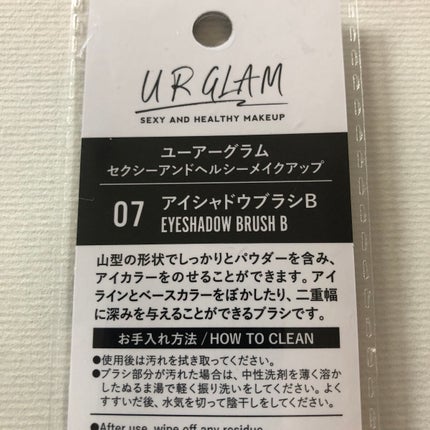 UR GLAM
SEXY AND HEALTHY MAKEUP
ユーアーグラム
セクシーアンドヘルシーメイクアップ
07 アイシャドウブラシB
EYESHADOW BRUSH B
山型の形状でしっかりとパウダーを含み、
アイカラーをのせることができます。アイ
ラインとベースカラーをぼかしたり、二重幅
に深みを与えることができるブラシです。
お手入れ方法/HOW TO CLEAN
●使用後は汚れを拭き取ってください。
●ブラシ部分が汚れた場合は、中性洗剤を薄く溶か
したぬるま湯で軽く振り洗いをしてください。よく
すすいだ後、水気を切って陰干しをしてください。
●After use, wipe off any residue.